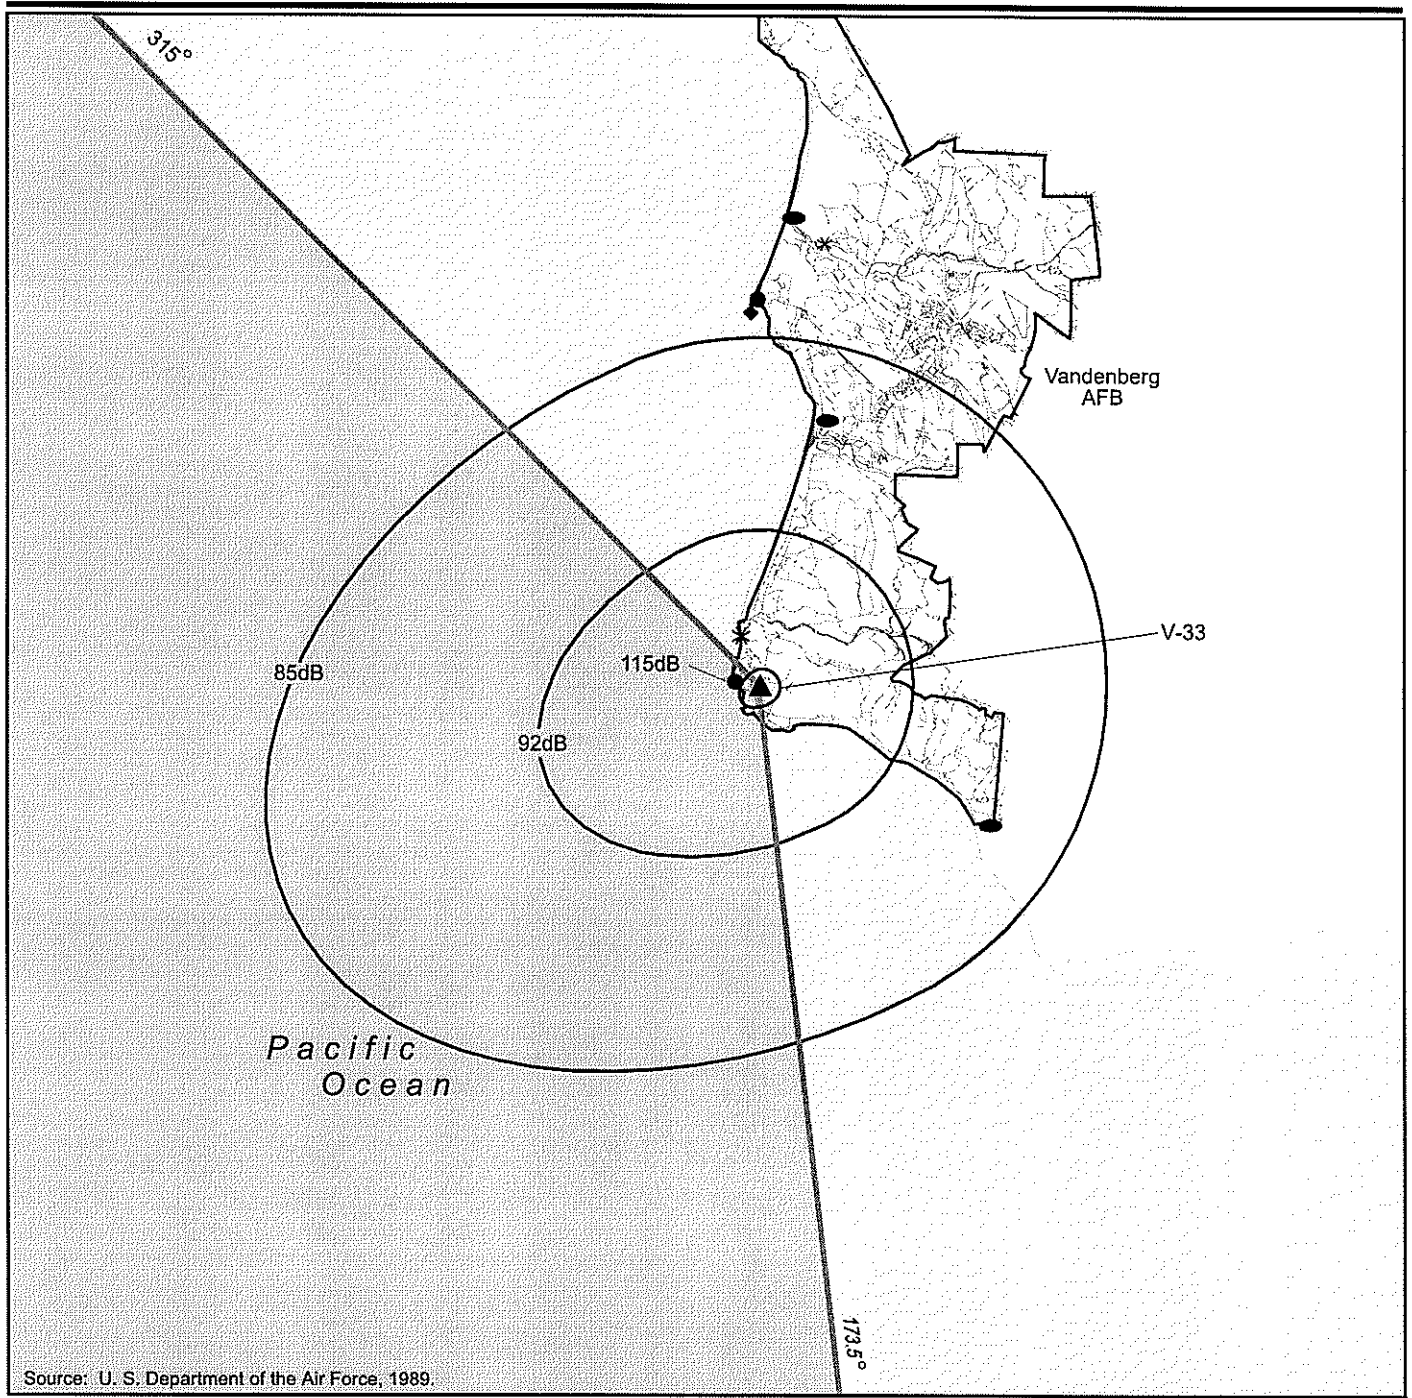 315°
Vandenberg
AFB
V-33
115dB
85dB
92dB
Pacific
Ocean
173.5°
Source: U. S. Department of the Air Force, 1989.